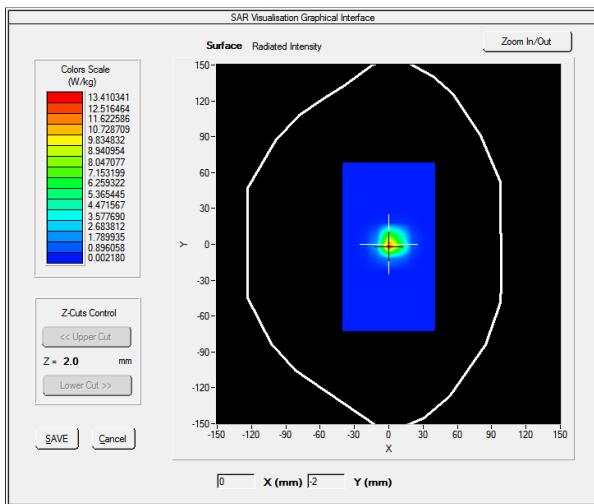 SAR Visualisation Graphical Interface
Surface Radiated Intensity
Zoom In/Out
Colors Scale
(W/kg)
13.410341
12.516464
11.622586
10.728709
9.834832
8.940954
8.047077
7.153199
6.259322
5.365445
4.471567
3.577690
2.683812
1.789935
0.896058
0.002180
Z-Cuts Control
<< Upper Cut
Z = 2.0 mm
Lower Cut >>
SAVE Cancel
150
120
90
60
30
0
-30
-60
-90
-120
-150
Y
-150 -120 -90 -60 -30 0 30 60 90 120 150
X
0 X (mm) -2 Y (mm)